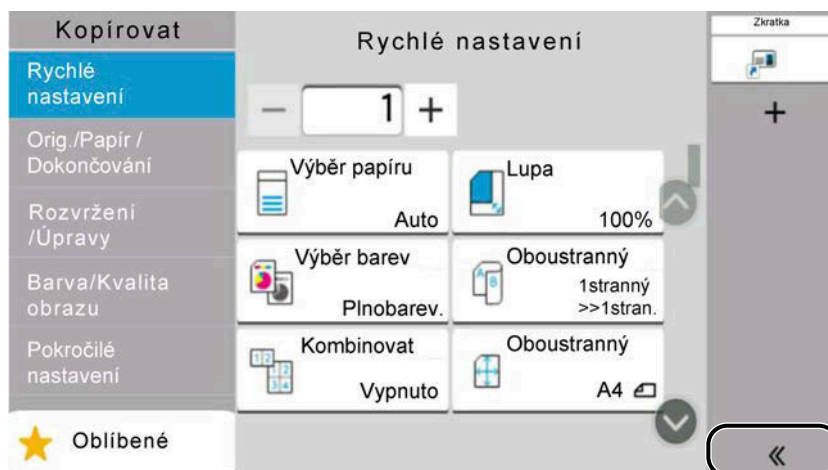 Kopírovat
Rychlé
nastavení
Orig./Papír /
Dokončování
Rozvržení
/Úpravy
Barva/Kvalita
obrazu
Pokročilé
nastavení
Oblíbené
Rychlé nastavení
− 1 +
Výběr papíru
Auto
Lupa
100%
Výběr barev
Plnobarev.
Oboustranný
1stranný
>>1stran.
Kombinovat
Vypnuto
Oboustranný
A4
Zkratka
+
«